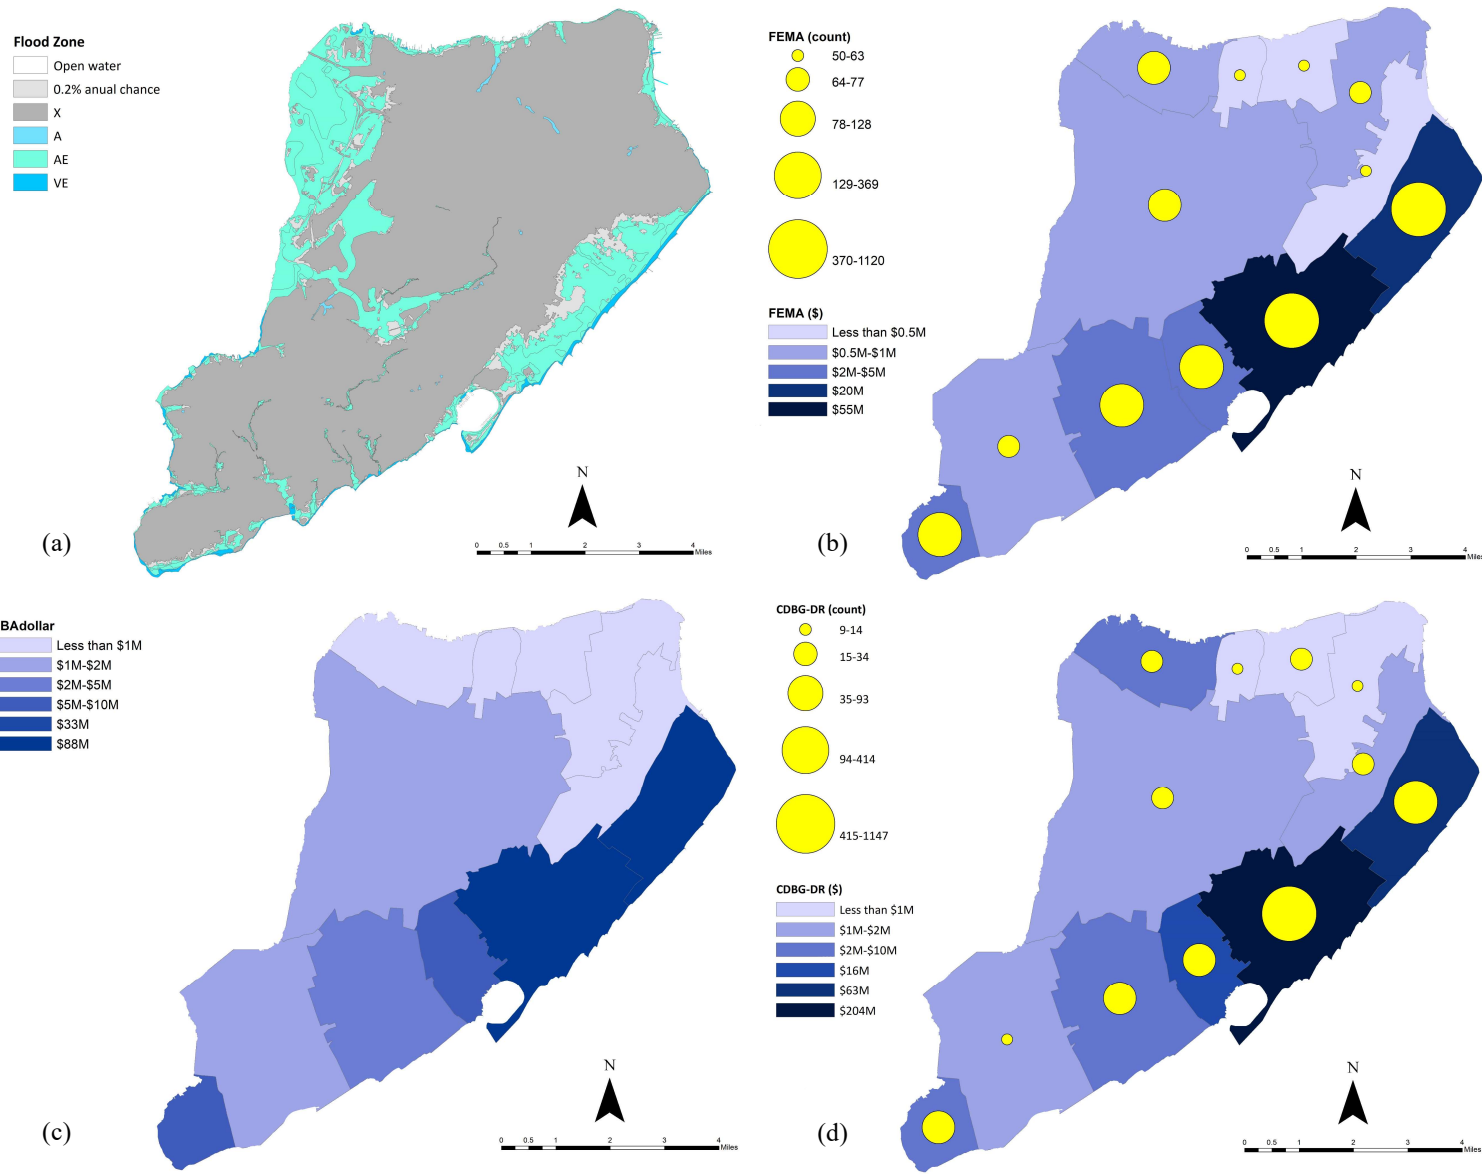 Flood Zone
Open water
0.2% anual chance
X
A
AE
VE
N
0 0.5 1 2 3 4
Miles
(a)
FEMA (count)
50-63
64-77
78-128
129-369
370-1120
FEMA ($)
Less than $0.5M
$0.5M-$1M
$2M-$5M
$20M
$55M
N
0 0.5 1 2 3 4
Miles
(b)
BAdollar
Less than $1M
$1M-$2M
$2M-$5M
$5M-$10M
$33M
$88M
N
0 0.5 1 2 3 4
Miles
(c)
CDBG-DR (count)
9-14
15-34
35-93
94-414
415-1147
CDBG-DR ($)
Less than $1M
$1M-$2M
$2M-$10M
$16M
$63M
$204M
N
0 0.5 1 2 3 4
Miles
(d)